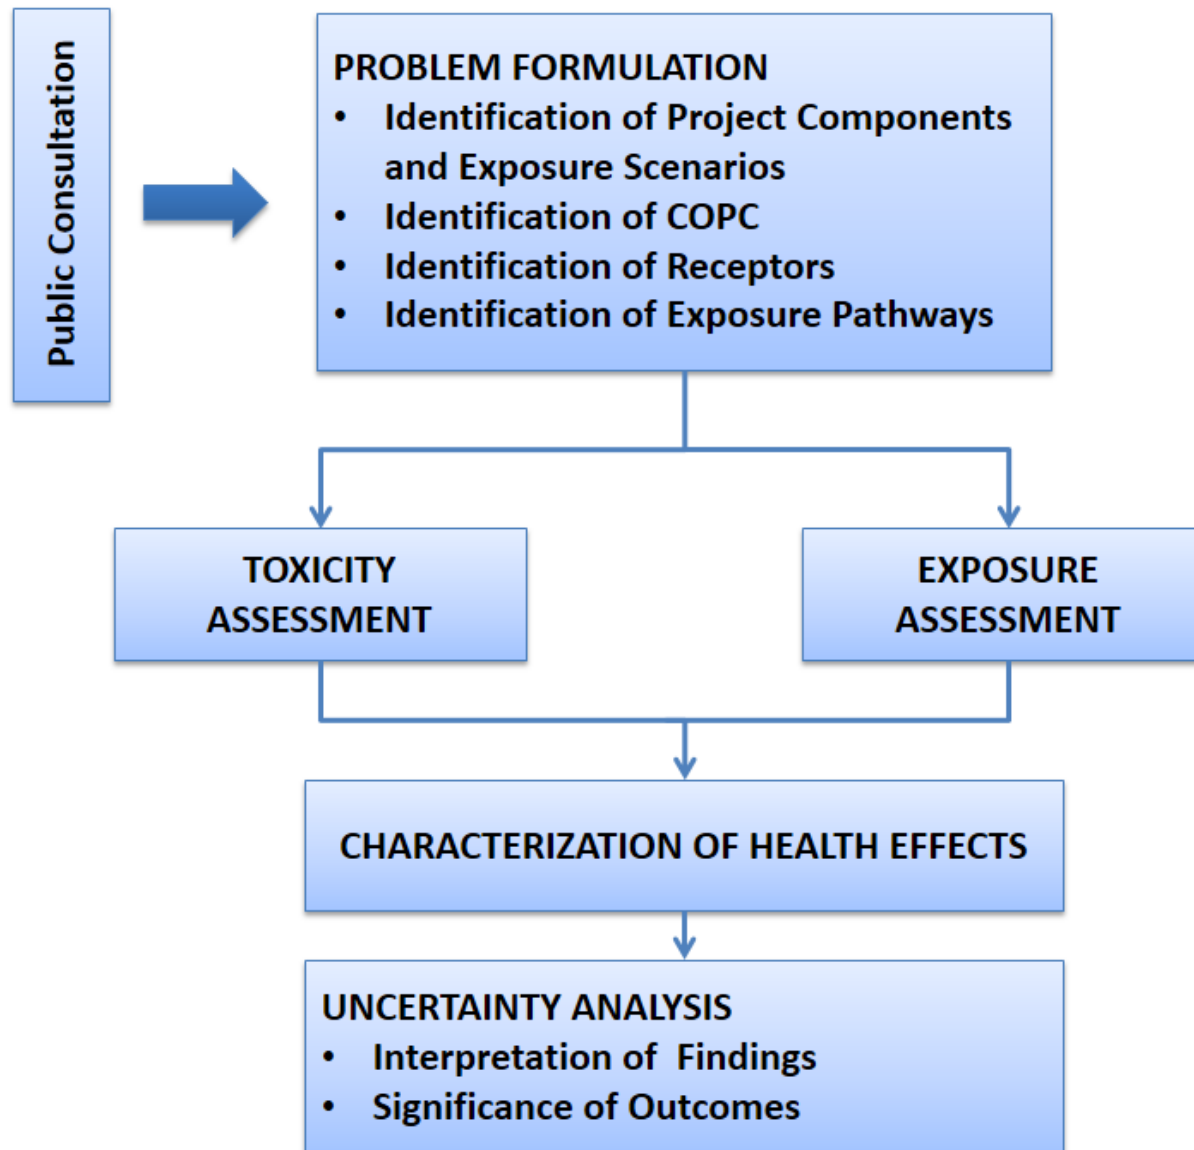 Public Consultation
PROBLEM FORMULATION
• Identification of Project Components
and Exposure Scenarios
• Identification of COPC
• Identification of Receptors
• Identification of Exposure Pathways
TOXICITY
ASSESSMENT
EXPOSURE
ASSESSMENT
CHARACTERIZATION OF HEALTH EFFECTS
UNCERTAINTY ANALYSIS
• Interpretation of  Findings
• Significance of Outcomes